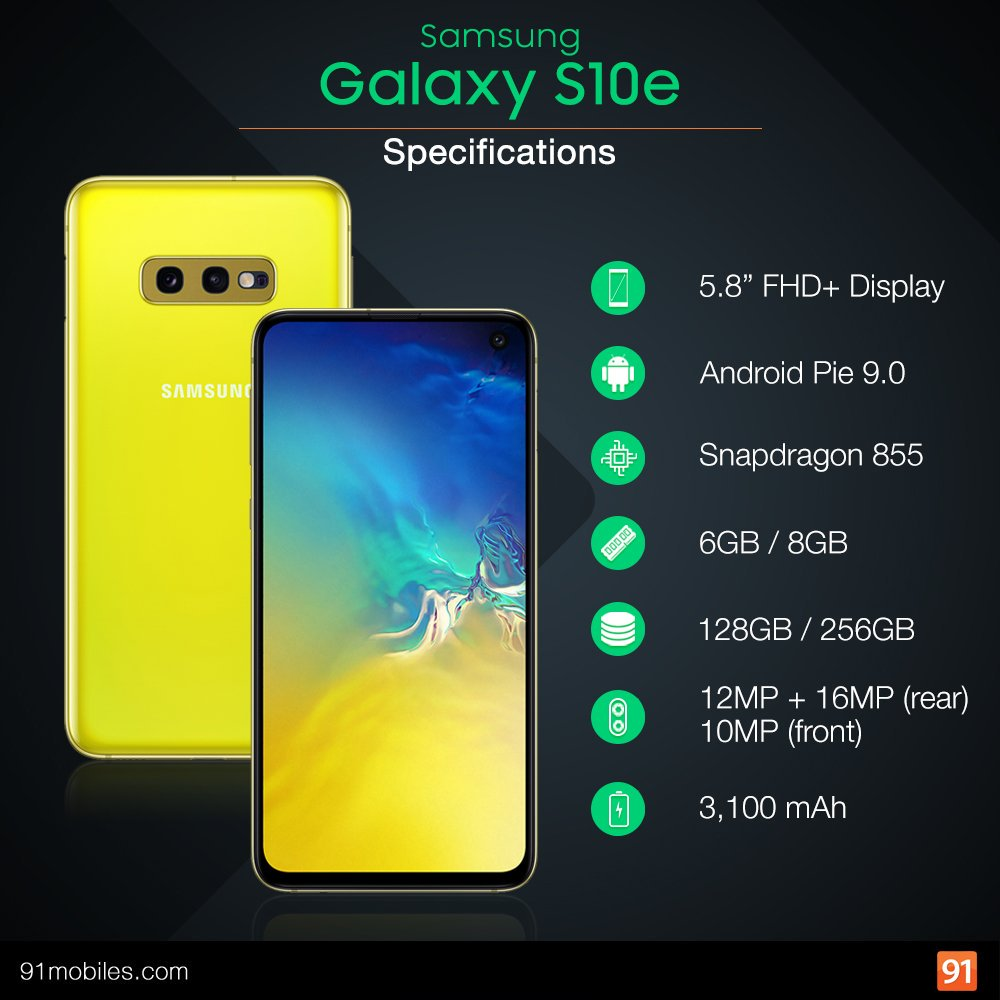 Samsung
Galaxy S10e
Specifications
SAMSUNG
5.8” FHD+ Display
Android Pie 9.0
Snapdragon 855
6GB / 8GB
128GB / 256GB
12MP + 16MP (rear)
10MP (front)
3,100 mAh
91mobiles.com
91